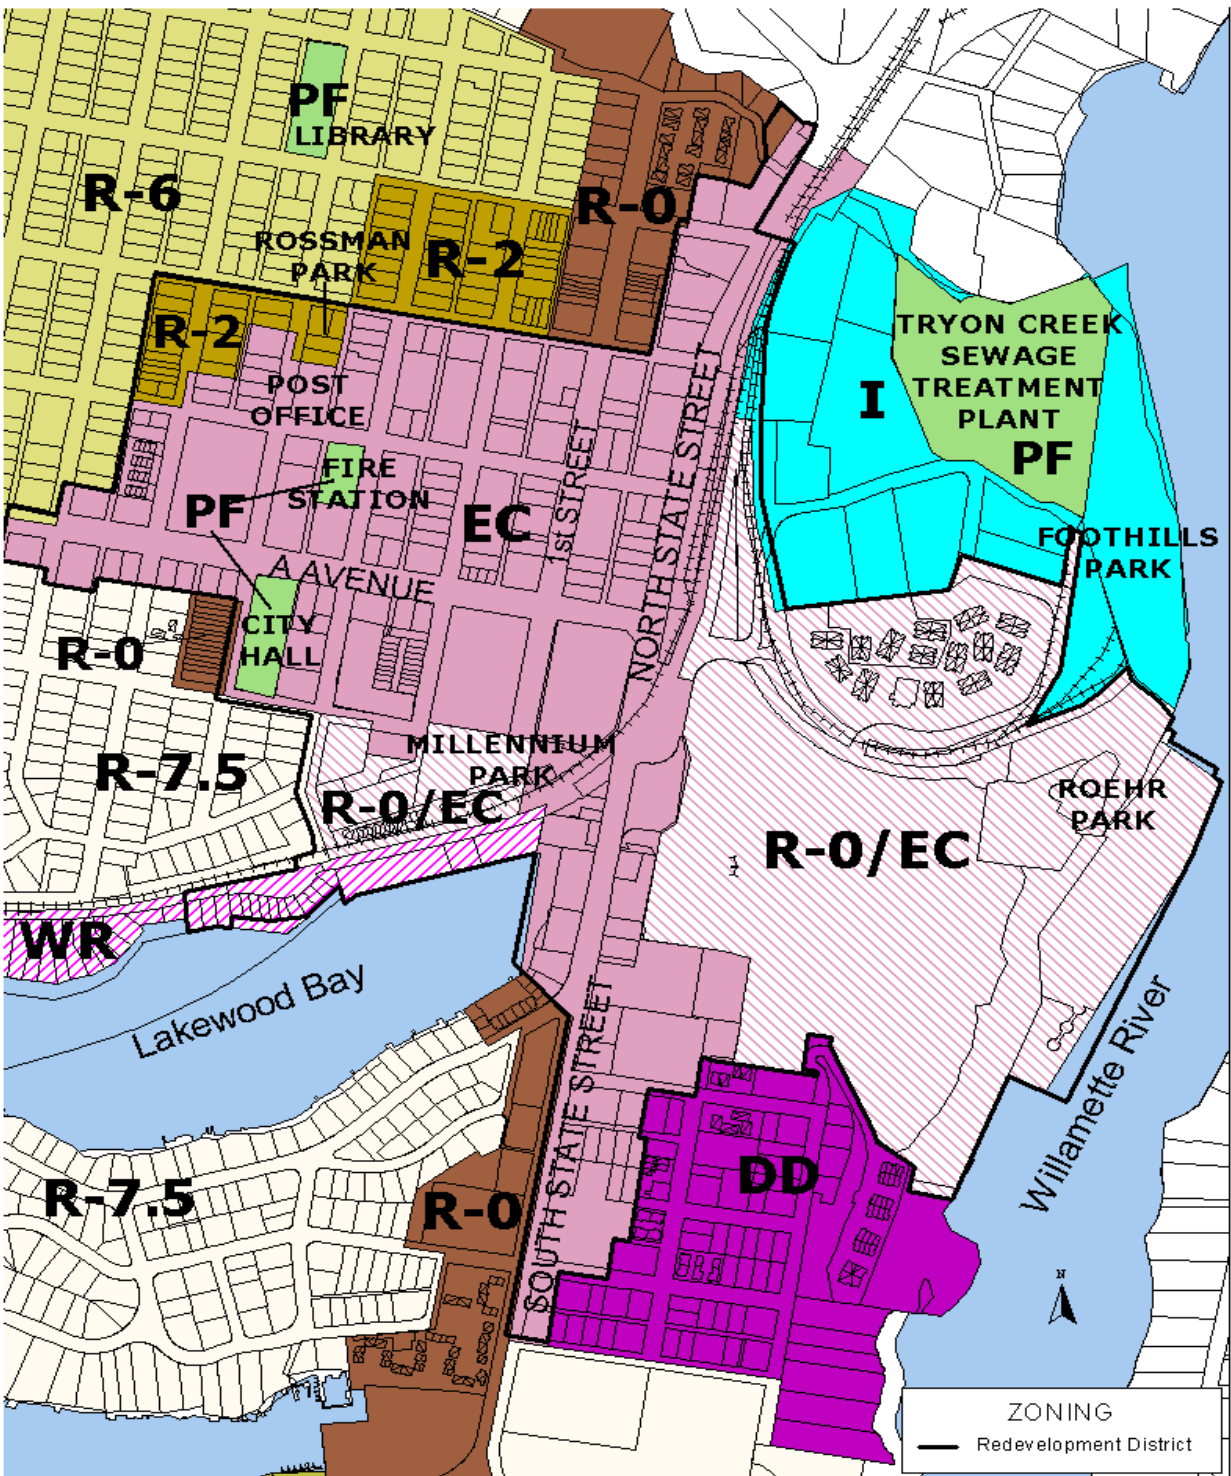 PF
LIBRARY
R-6
R-0
ROSSMAN
PARK
R-2
R-2
TRYON CREEK
SEWAGE
TREATMENT
PLANT
PF
I
POST
OFFICE
1st STREET
NORTH STATE STREET
FIRE
STATION
PF
EC
FOOTHILLS
PARK
A AVENUE
CITY
HALL
R-0
MILLENNIUM
PARK
R-7.5
R-0/EC
ROEHR
PARK
R-0/EC
WR
Lakewood Bay
Willamette River
SOUTH STATE STREET
DD
R-7.5
R-0
N
ZONING
Redevelopment District